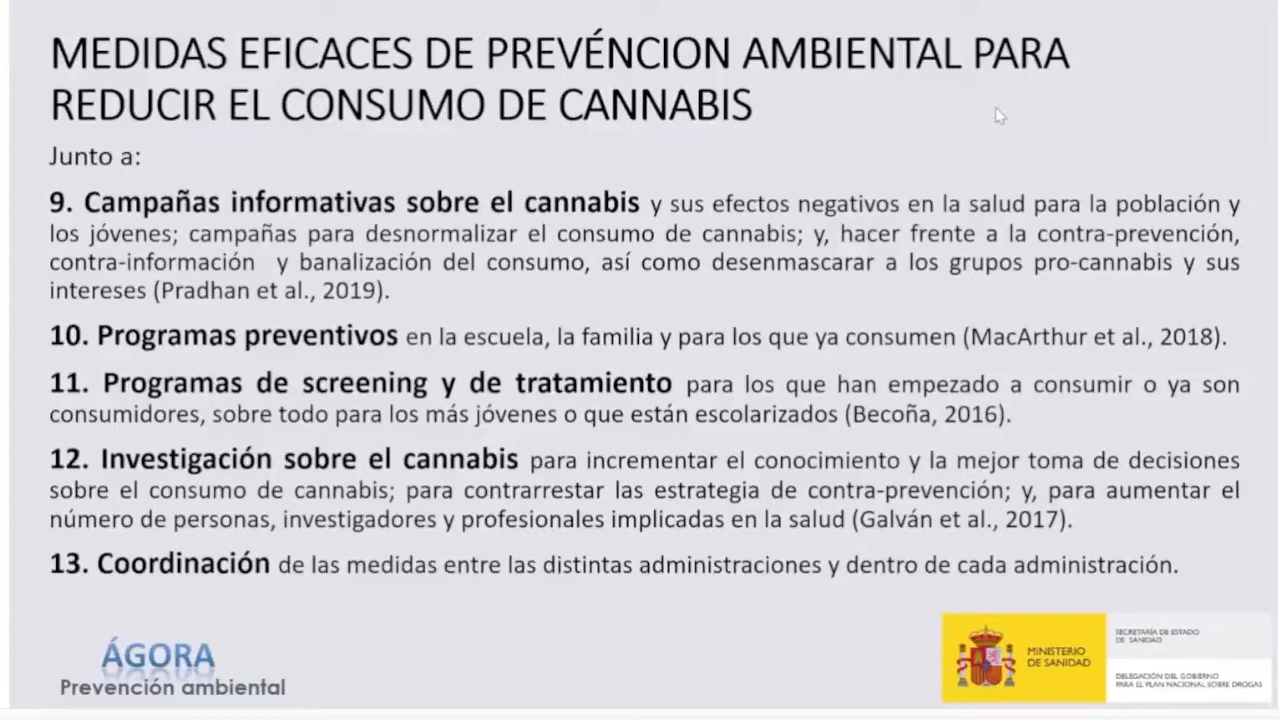 MEDIDAS EFICACES DE PREVÉNCION AMBIENTAL PARA
REDUCIR EL CONSUMO DE CANNABIS
Junto a:
9. Campañas informativas sobre el cannabis y sus efectos negativos en la salud para la población y
los jóvenes; campañas para desnormalizar el consumo de cannabis; y, hacer frente a la contra-prevención,
contra-información y banalización del consumo, así como desenmascarar a los grupos pro-cannabis y sus
intereses (Pradhan et al., 2019).
10. Programas preventivos en la escuela, la familia y para los que ya consumen (MacArthur et al., 2018).
11. Programas de screening y de tratamiento para los que han empezado a consumir o ya son
consumidores, sobre todo para los más jóvenes o que están escolarizados (Becoña, 2016).
12. Investigación sobre el cannabis para incrementar el conocimiento y la mejor toma de decisiones
sobre el consumo de cannabis; para contrarrestar las estrategia de contra-prevención; y, para aumentar el
número de personas, investigadores y profesionales implicadas en la salud (Galván et al., 2017).
13. Coordinación de las medidas entre las distintas administraciones y dentro de cada administración.
ÁGORA
Prevención ambiental
MINISTERIO
DE SANIDAD
SECRETARÍA DE ESTADO
DE SANIDAD
DELEGACIÓN DEL GOBIERNO
PARA EL PLAN NACIONAL SOBRE DROGAS